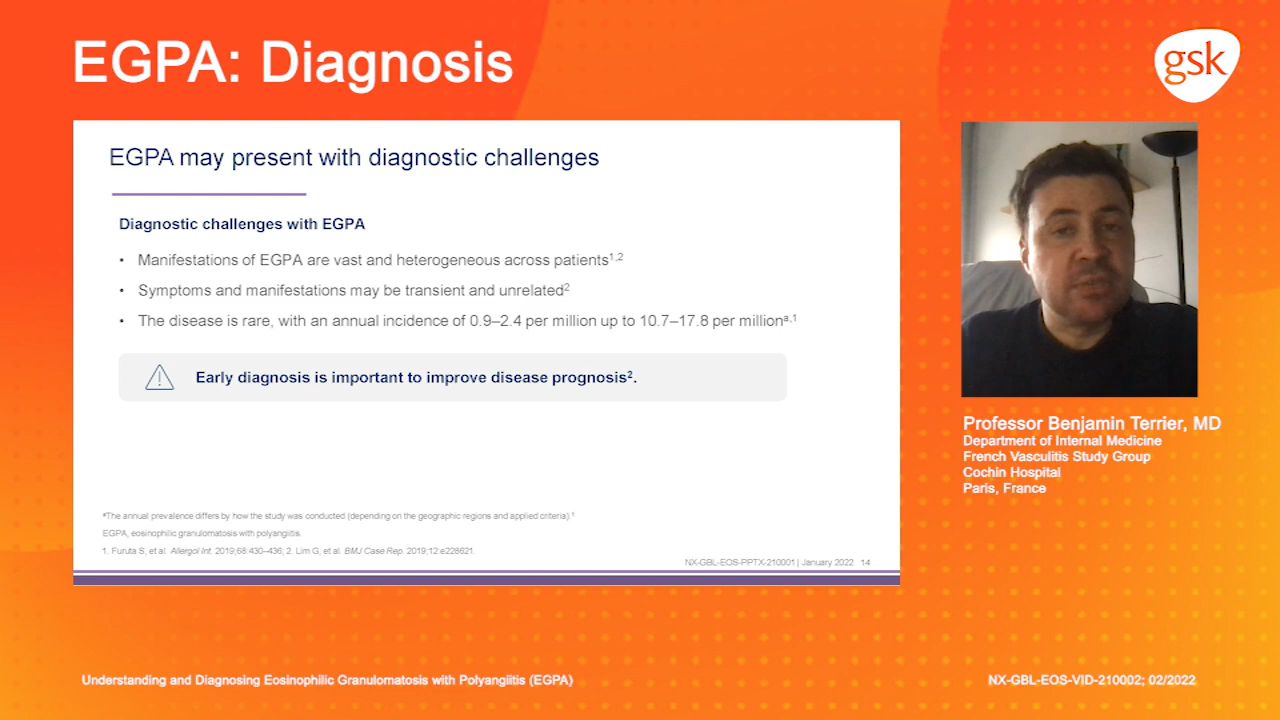 EGPA: Diagnosis
gsk
EGPA may present with diagnostic challenges
Diagnostic challenges with EGPA
• Manifestations of EGPA are vast and heterogeneous across patients1,2
• Symptoms and manifestations may be transient and unrelated2
• The disease is rare, with an annual incidence of 0.9–2.4 per million up to 10.7–17.8 per milliona,1
Early diagnosis is important to improve disease prognosis2.
aThe annual prevalence differs by how the study was conducted (depending on the geographic regions and applied criteria).1
EGPA, eosinophilic granulomatosis with polyangiitis.
1. Furuta S, et al. Allergol Int. 2019;68:430–436; 2. Lim G, et al. BMJ Case Rep. 2019;12:e228621.
NX-GBL-EOS-PPTX-210001 | January 2022 14
Professor Benjamin Terrier, MD
Department of Internal Medicine
French Vasculitis Study Group
Cochin Hospital
Paris, France
Understanding and Diagnosing Eosinophilic Granulomatosis with Polyangiitis (EGPA)
NX-GBL-EOS-VID-210002; 02/2022